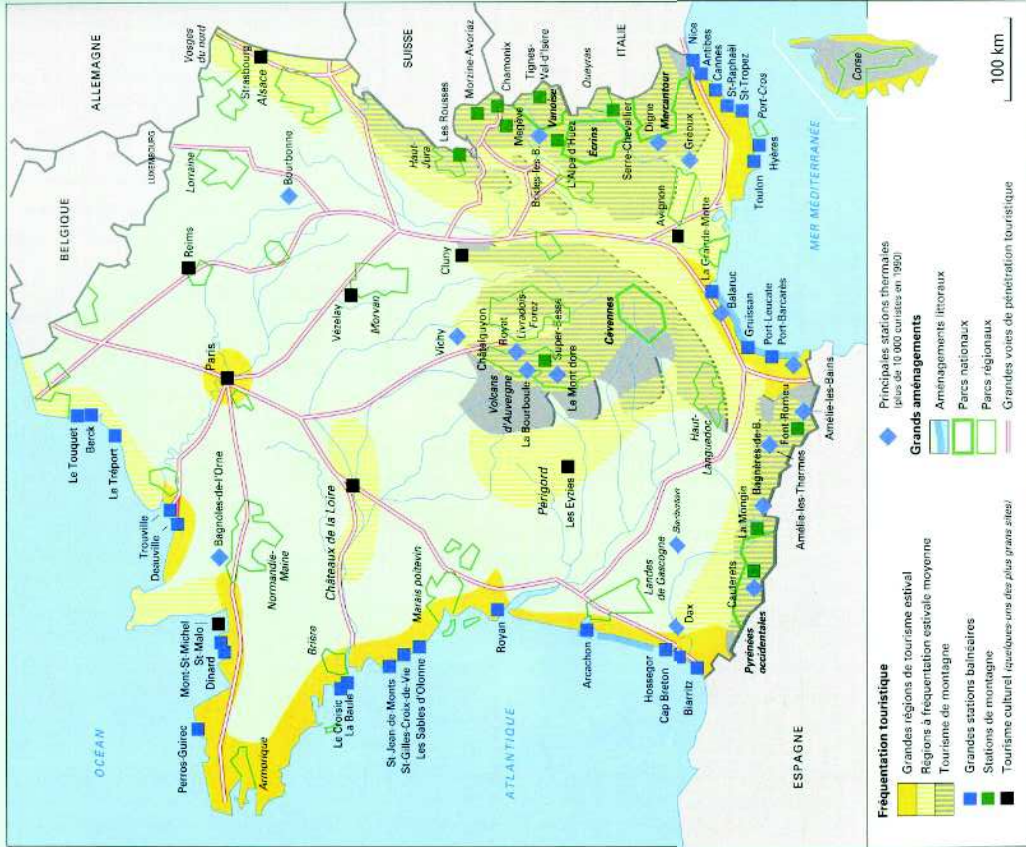 OCÉAN
ATLANTIQUE
MER MÉDITERRANÉE
BELGIQUE
LUXEMBOURG
ALLEMAGNE
SUISSE
ITALIE
ESPAGNE
Le Touquet
Berck
Le Tréport
Trouville
Deauville
Bagnoles-de-l'Orne
Mont-St-Michel
St-Malo
Dinard
Perros-Guirec
Armorique
Normandie-
Maine
Paris
Reims
Lorraine
Vosges
du nord
Strasbourg
Alsace
Bourbonne
Châteaux de la Loire
Brière
Le Croisic
La Baule
St Jean de Monts
St-Gilles-Croix-de-Vie
Les Sables d'Olonne
Marais poitevin
Royan
Vézelay
Morvan
Cluny
Haut-
Jura
Les Rousses
Morzine-Avoriaz
Chamonix
Megève
Tignes-
Val-d'Isère
Vanoise
Brides-les-B.
L'Alpe d'Huez
Ecrins
Queyras
Serre-Chevallier
Digne
Mercantour
Gréoux
Vichy
Châtelguyon
Royat
Livradois-
Forez
Volcans
d'Auvergne
La Bourboule
Super-Besse
Le Mont dore
Cévennes
Périgord
Les Eyzies
Arcachon
Landes
de Gascogne
Barbotan
Dax
Hossegor
Cap Breton
Biarritz
Pyrénées
occidentales
Cauterets
La Mongie
Bagnères-de-B.
Amélie-les-Thermes
Font-Romeu
Amélie-les-Bains
Haut-
Languedoc
Port-Barcarès
Port-Leucate
Gruissan
Balaruc
La Grande-Motte
Avignon
Toulon
Hyères
Port-Cros
St-Tropez
St-Raphaël
Cannes
Antibes
Nice
Corse
100 km
Fréquentation touristique
Grandes régions de tourisme estival
Régions à fréquentation estivale moyenne
Tourisme de montagne
Grandes stations balnéaires
Stations de montagne
Tourisme culturel (quelques-uns des plus grans sites)
Principales stations thermales
(plus de 10 000 curistes en 1990)
Grands aménagements
Aménagements littoraux
Parcs nationaux
Parcs régionaux
Grandes voies de pénétration touristique